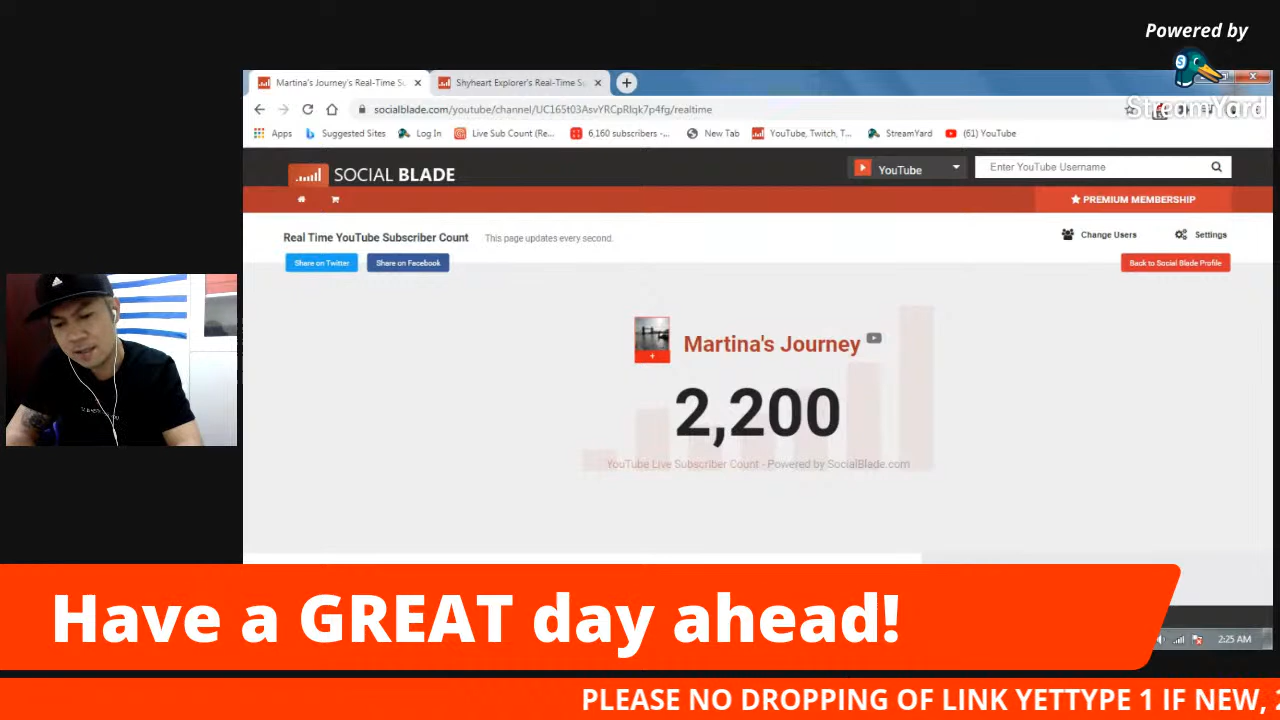 Powered by
StreamYard
Martina's Journey's Real-Time Su
Shyheart Explorer's Real-Time Su
socialblade.com/youtube/channel/UC165t03AsvYRCpRIqk7p4fg/realtime
Apps Suggested Sites Log In Live Sub Count (Re... 6,160 subscribers -... New Tab YouTube, Twitch, T... StreamYard (61) YouTube
SOCIAL BLADE YouTube Enter YouTube Username
PREMIUM MEMBERSHIP
Real Time YouTube Subscriber Count This page updates every second. Change Users Settings
Share on Twitter Share on Facebook Back to Social Blade Profile
Martina's Journey
2,200
YouTube Live Subscriber Count - Powered by SocialBlade.com
Have a GREAT day ahead!
2:25 AM
PLEASE NO DROPPING OF LINK YETTYPE 1 IF NEW,